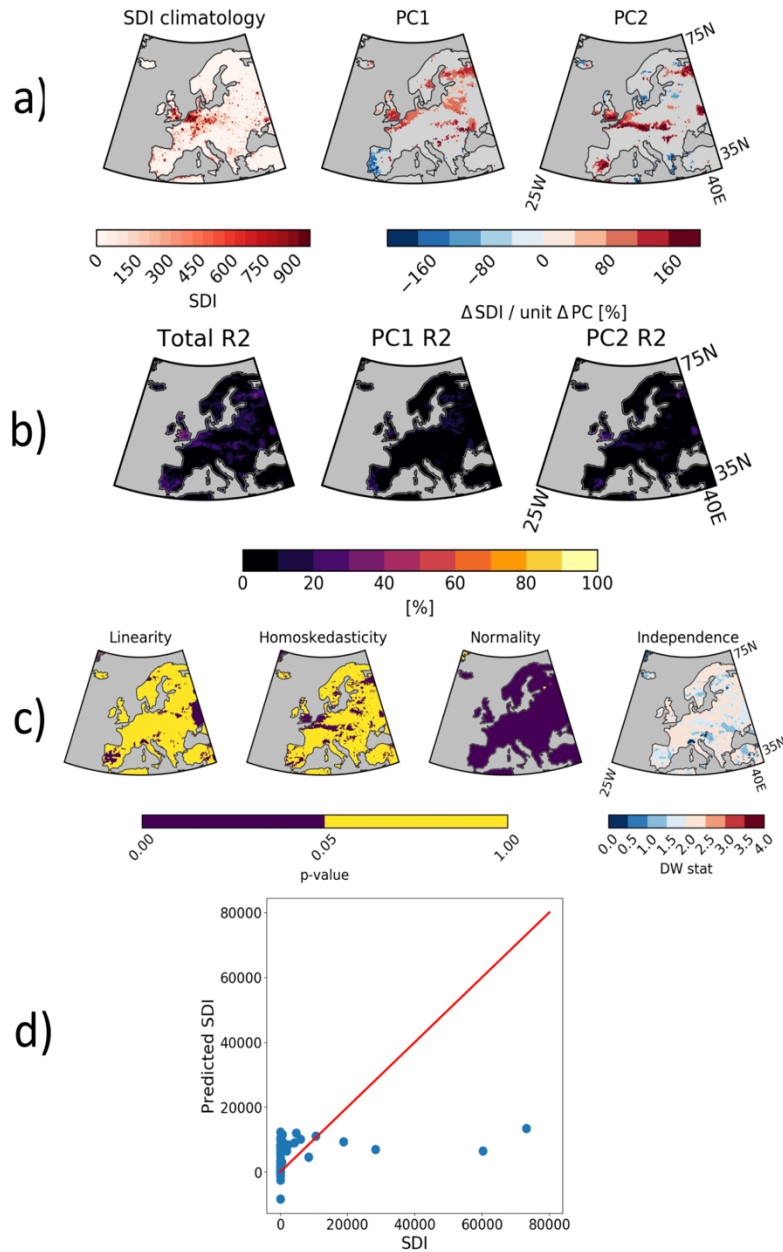 a)
SDI climatology PC1 PC2
75N
35N
25W 40E
0 150 300 450 600 750 900
SDI
−160 −80 0 80 160
Δ SDI / unit Δ PC [%]
b)
Total R2 PC1 R2 PC2 R2
75N
35N
25W 40E
0 20 40 60 80 100
[%]
c)
Linearity Homoskedasticity Normality Independence
75N
35N
25W 40E
0.00 0.05 1.00
p-value
0.0 0.5 1.0 1.5 2.0 2.5 3.0 3.5 4.0
DW stat
d)
80000
60000
40000
20000
0
Predicted SDI
0 20000 40000 60000 80000
SDI